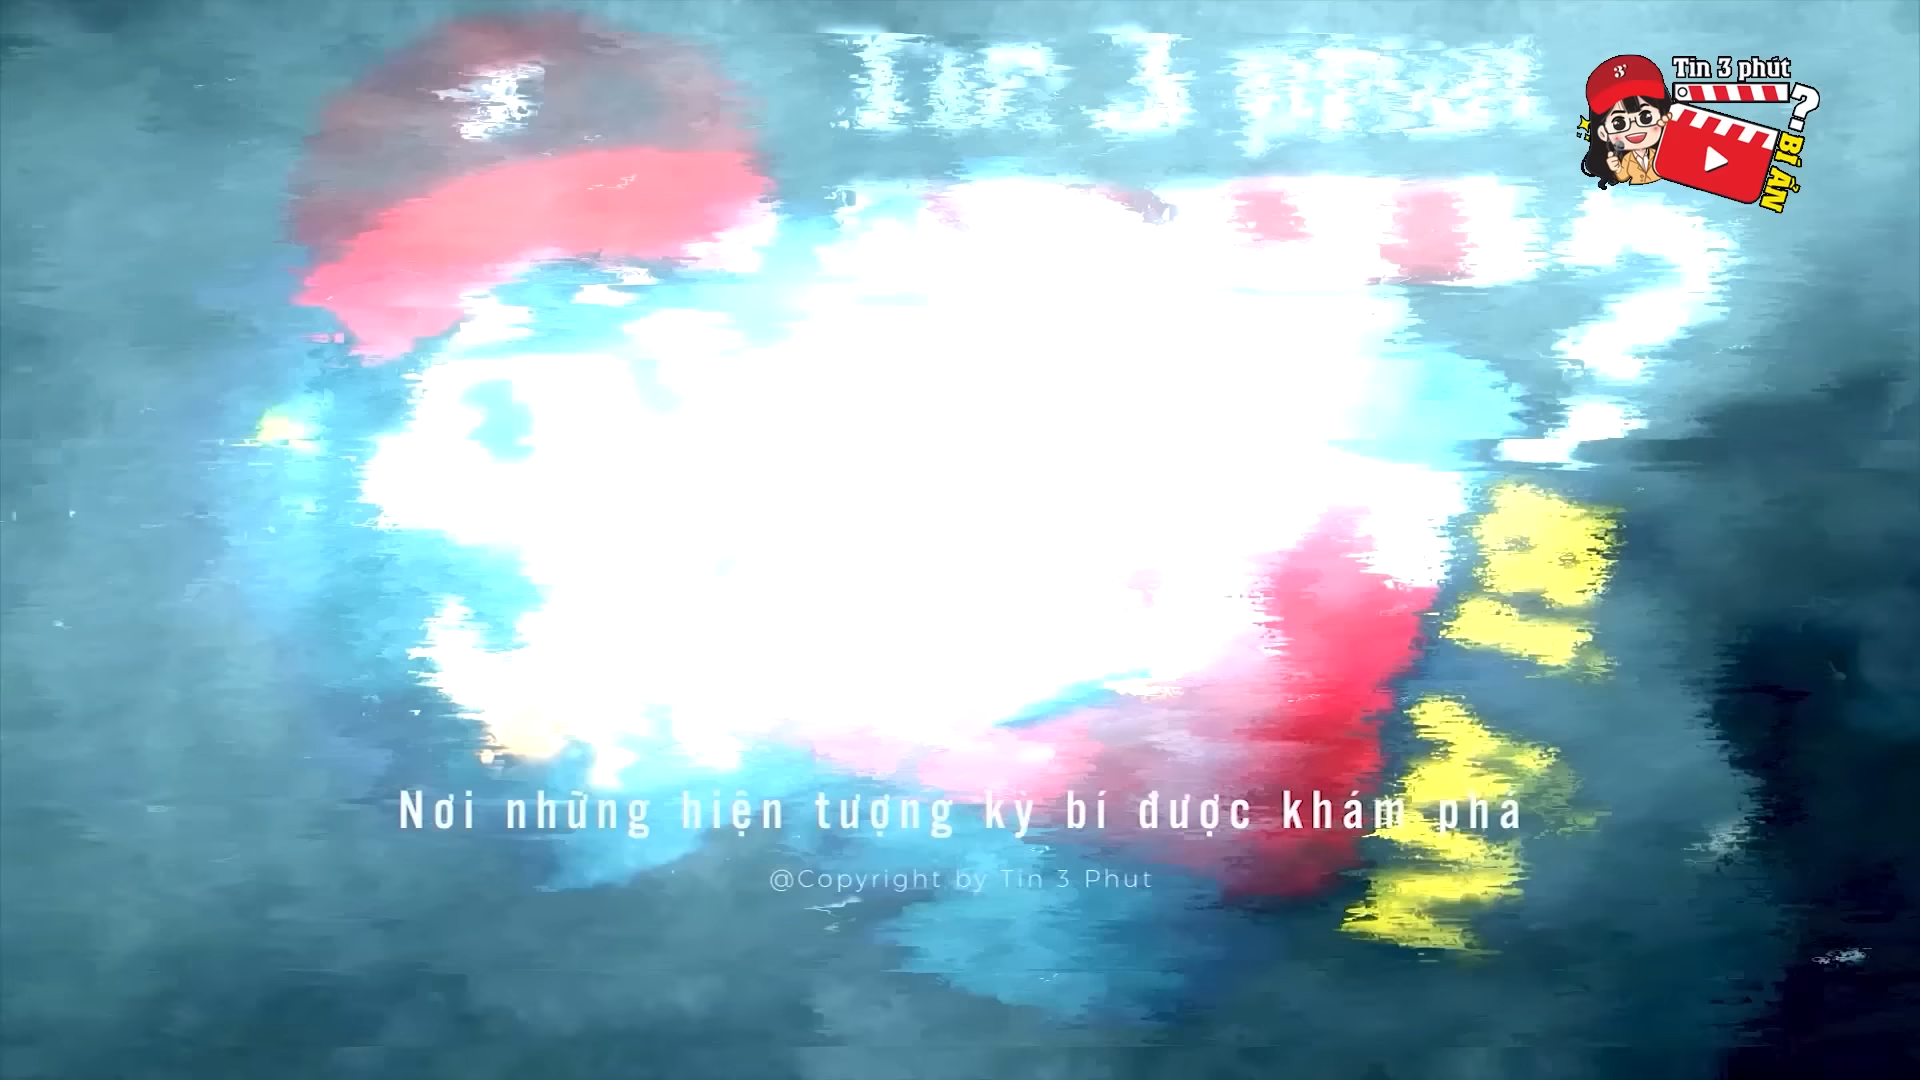 Tin 3 phút
3'
?
BÍ ẨN
Nơi những hiện tượng kỳ bí được khám phá
@Copyright by Tin 3 Phut